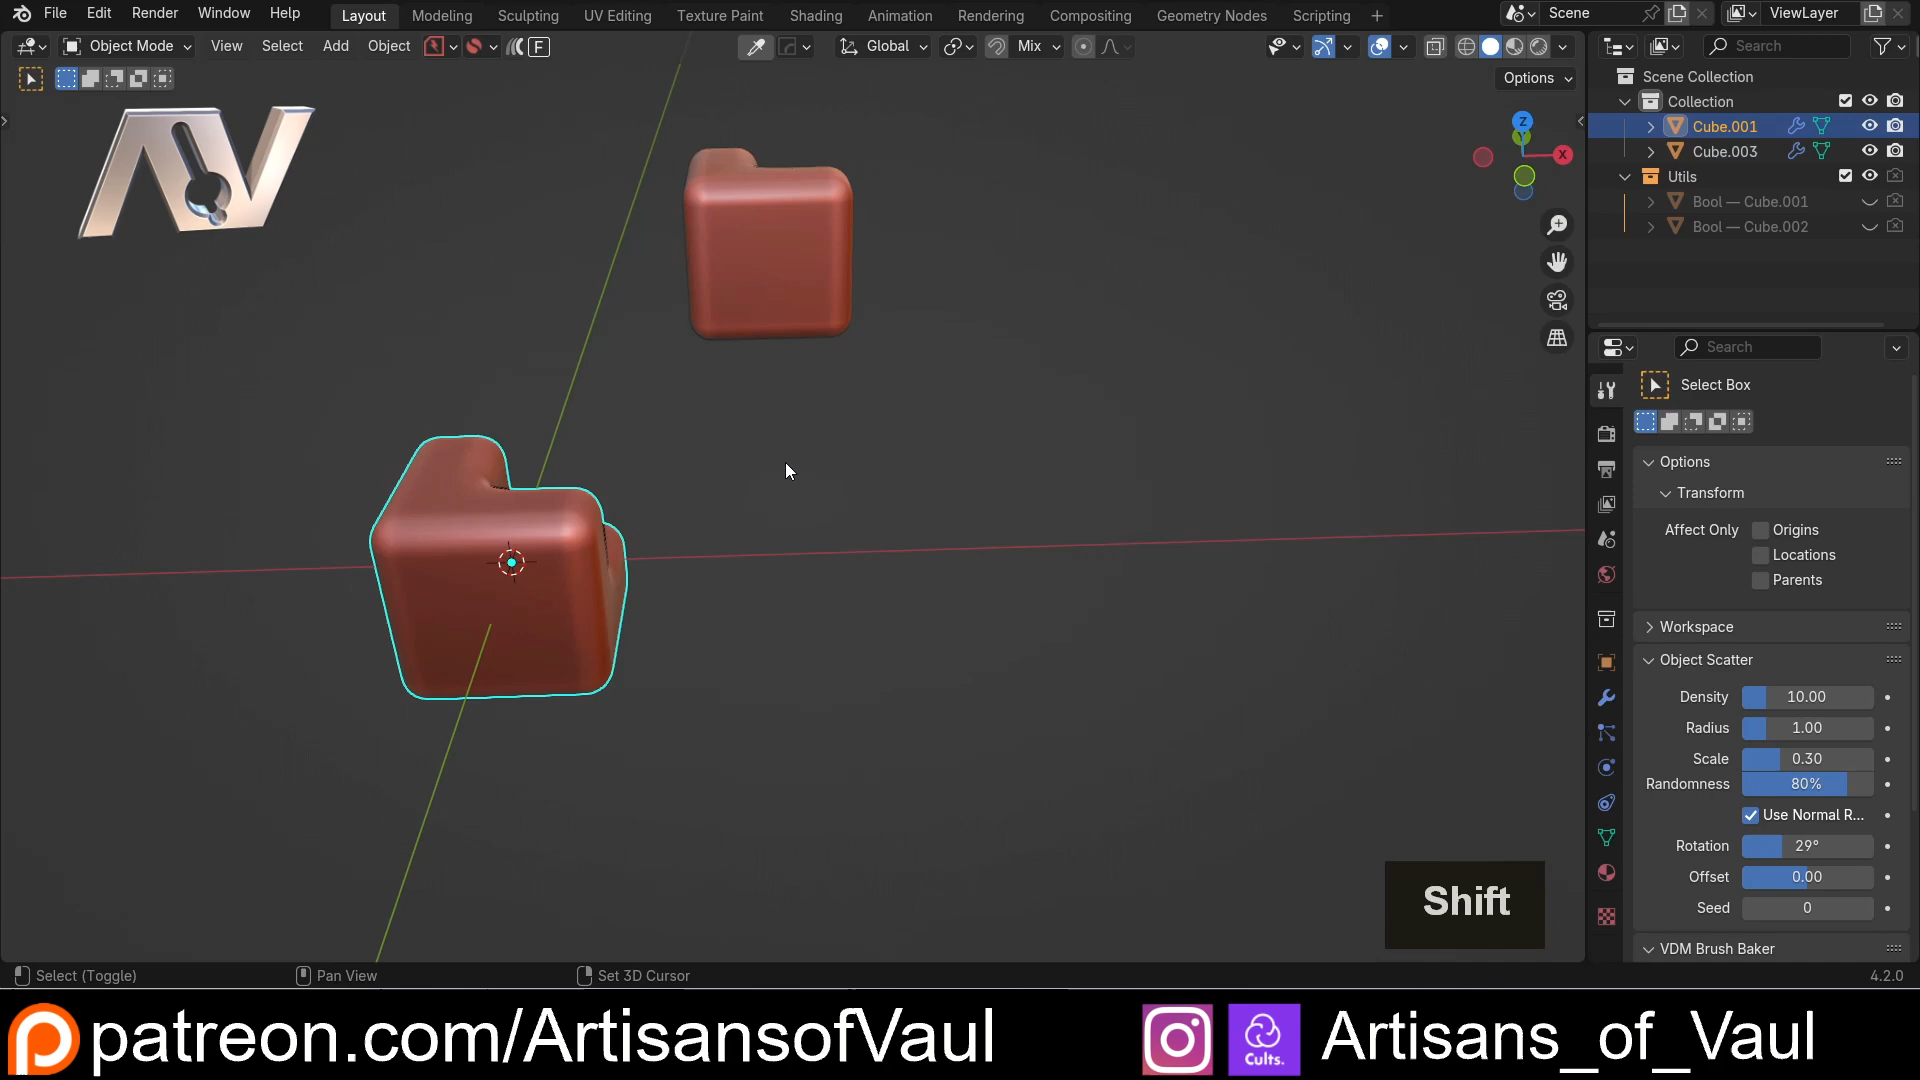 File Edit Render Window Help Layout Modeling Sculpting UV Editing Texture Paint Shading Animation Rendering Compositing Geometry Nodes Scripting + Scene ViewLayer
Object Mode View Select Add Object F Global Mix Search
Options
Scene Collection
Collection
Cube.001
Cube.003
Utils
Bool — Cube.001
Bool — Cube.002
Z
X
AV
Search
Select Box
Options
Transform
Affect Only Origins
Locations
Parents
Workspace
Object Scatter
Density 10.00
Radius 1.00
Scale 0.30
Randomness 80%
Use Normal R...
Rotation 29°
Offset 0.00
Seed 0
VDM Brush Baker
Shift
Select (Toggle) Pan View Set 3D Cursor 4.2.0
patreon.com/ArtisansofVaul Cults. Artisans_of_Vaul